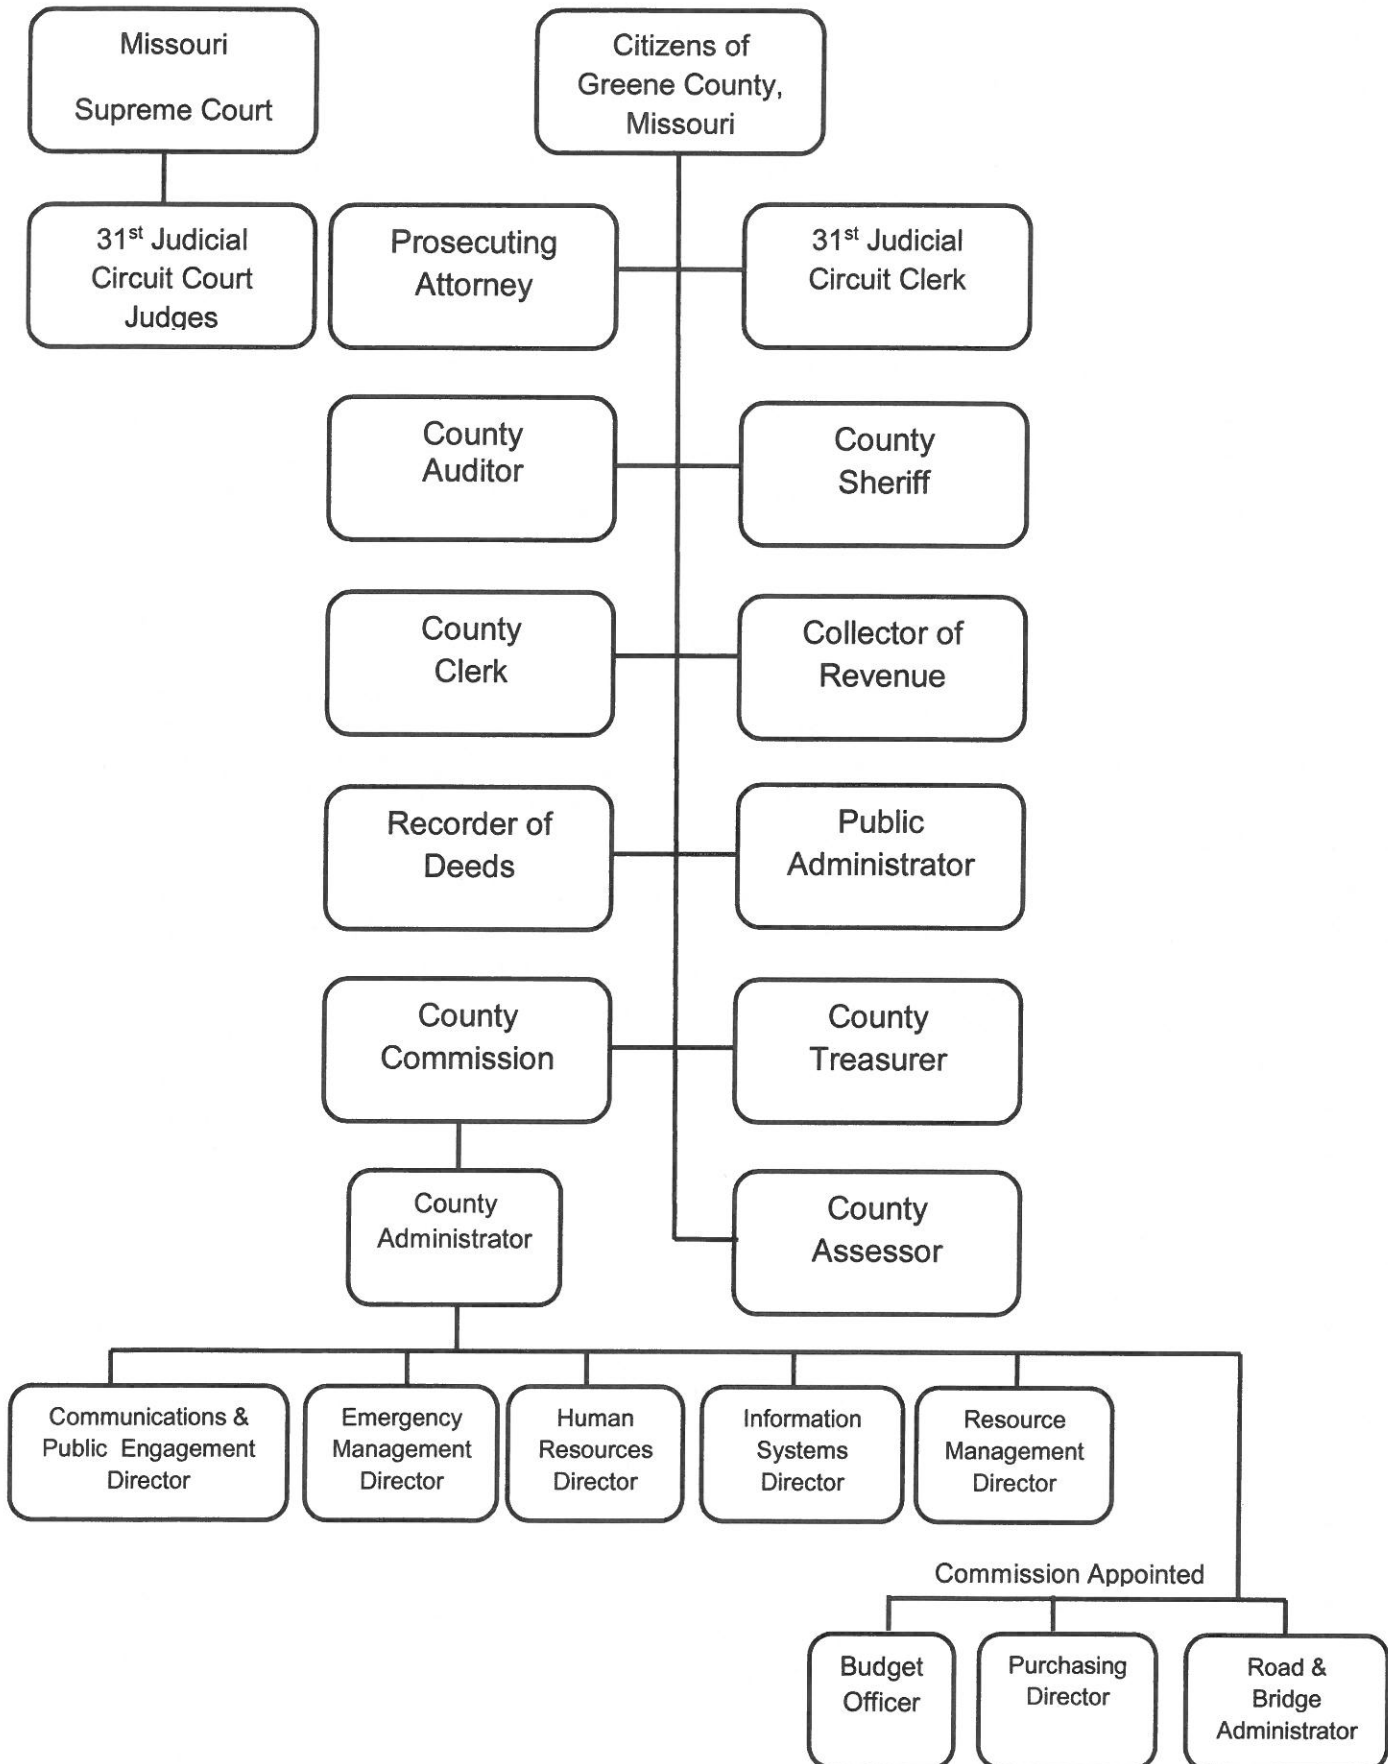 Missouri
Supreme Court
Citizens of
Greene County,
Missouri
31st Judicial
Circuit Court
Judges
Prosecuting
Attorney
31st Judicial
Circuit Clerk
County
Auditor
County
Sheriff
County
Clerk
Collector of
Revenue
Recorder of
Deeds
Public
Administrator
County
Commission
County
Treasurer
County
Administrator
County
Assessor
Communications &
Public Engagement
Director
Emergency
Management
Director
Human
Resources
Director
Information
Systems
Director
Resource
Management
Director
Commission Appointed
Budget
Officer
Purchasing
Director
Road &
Bridge
Administrator